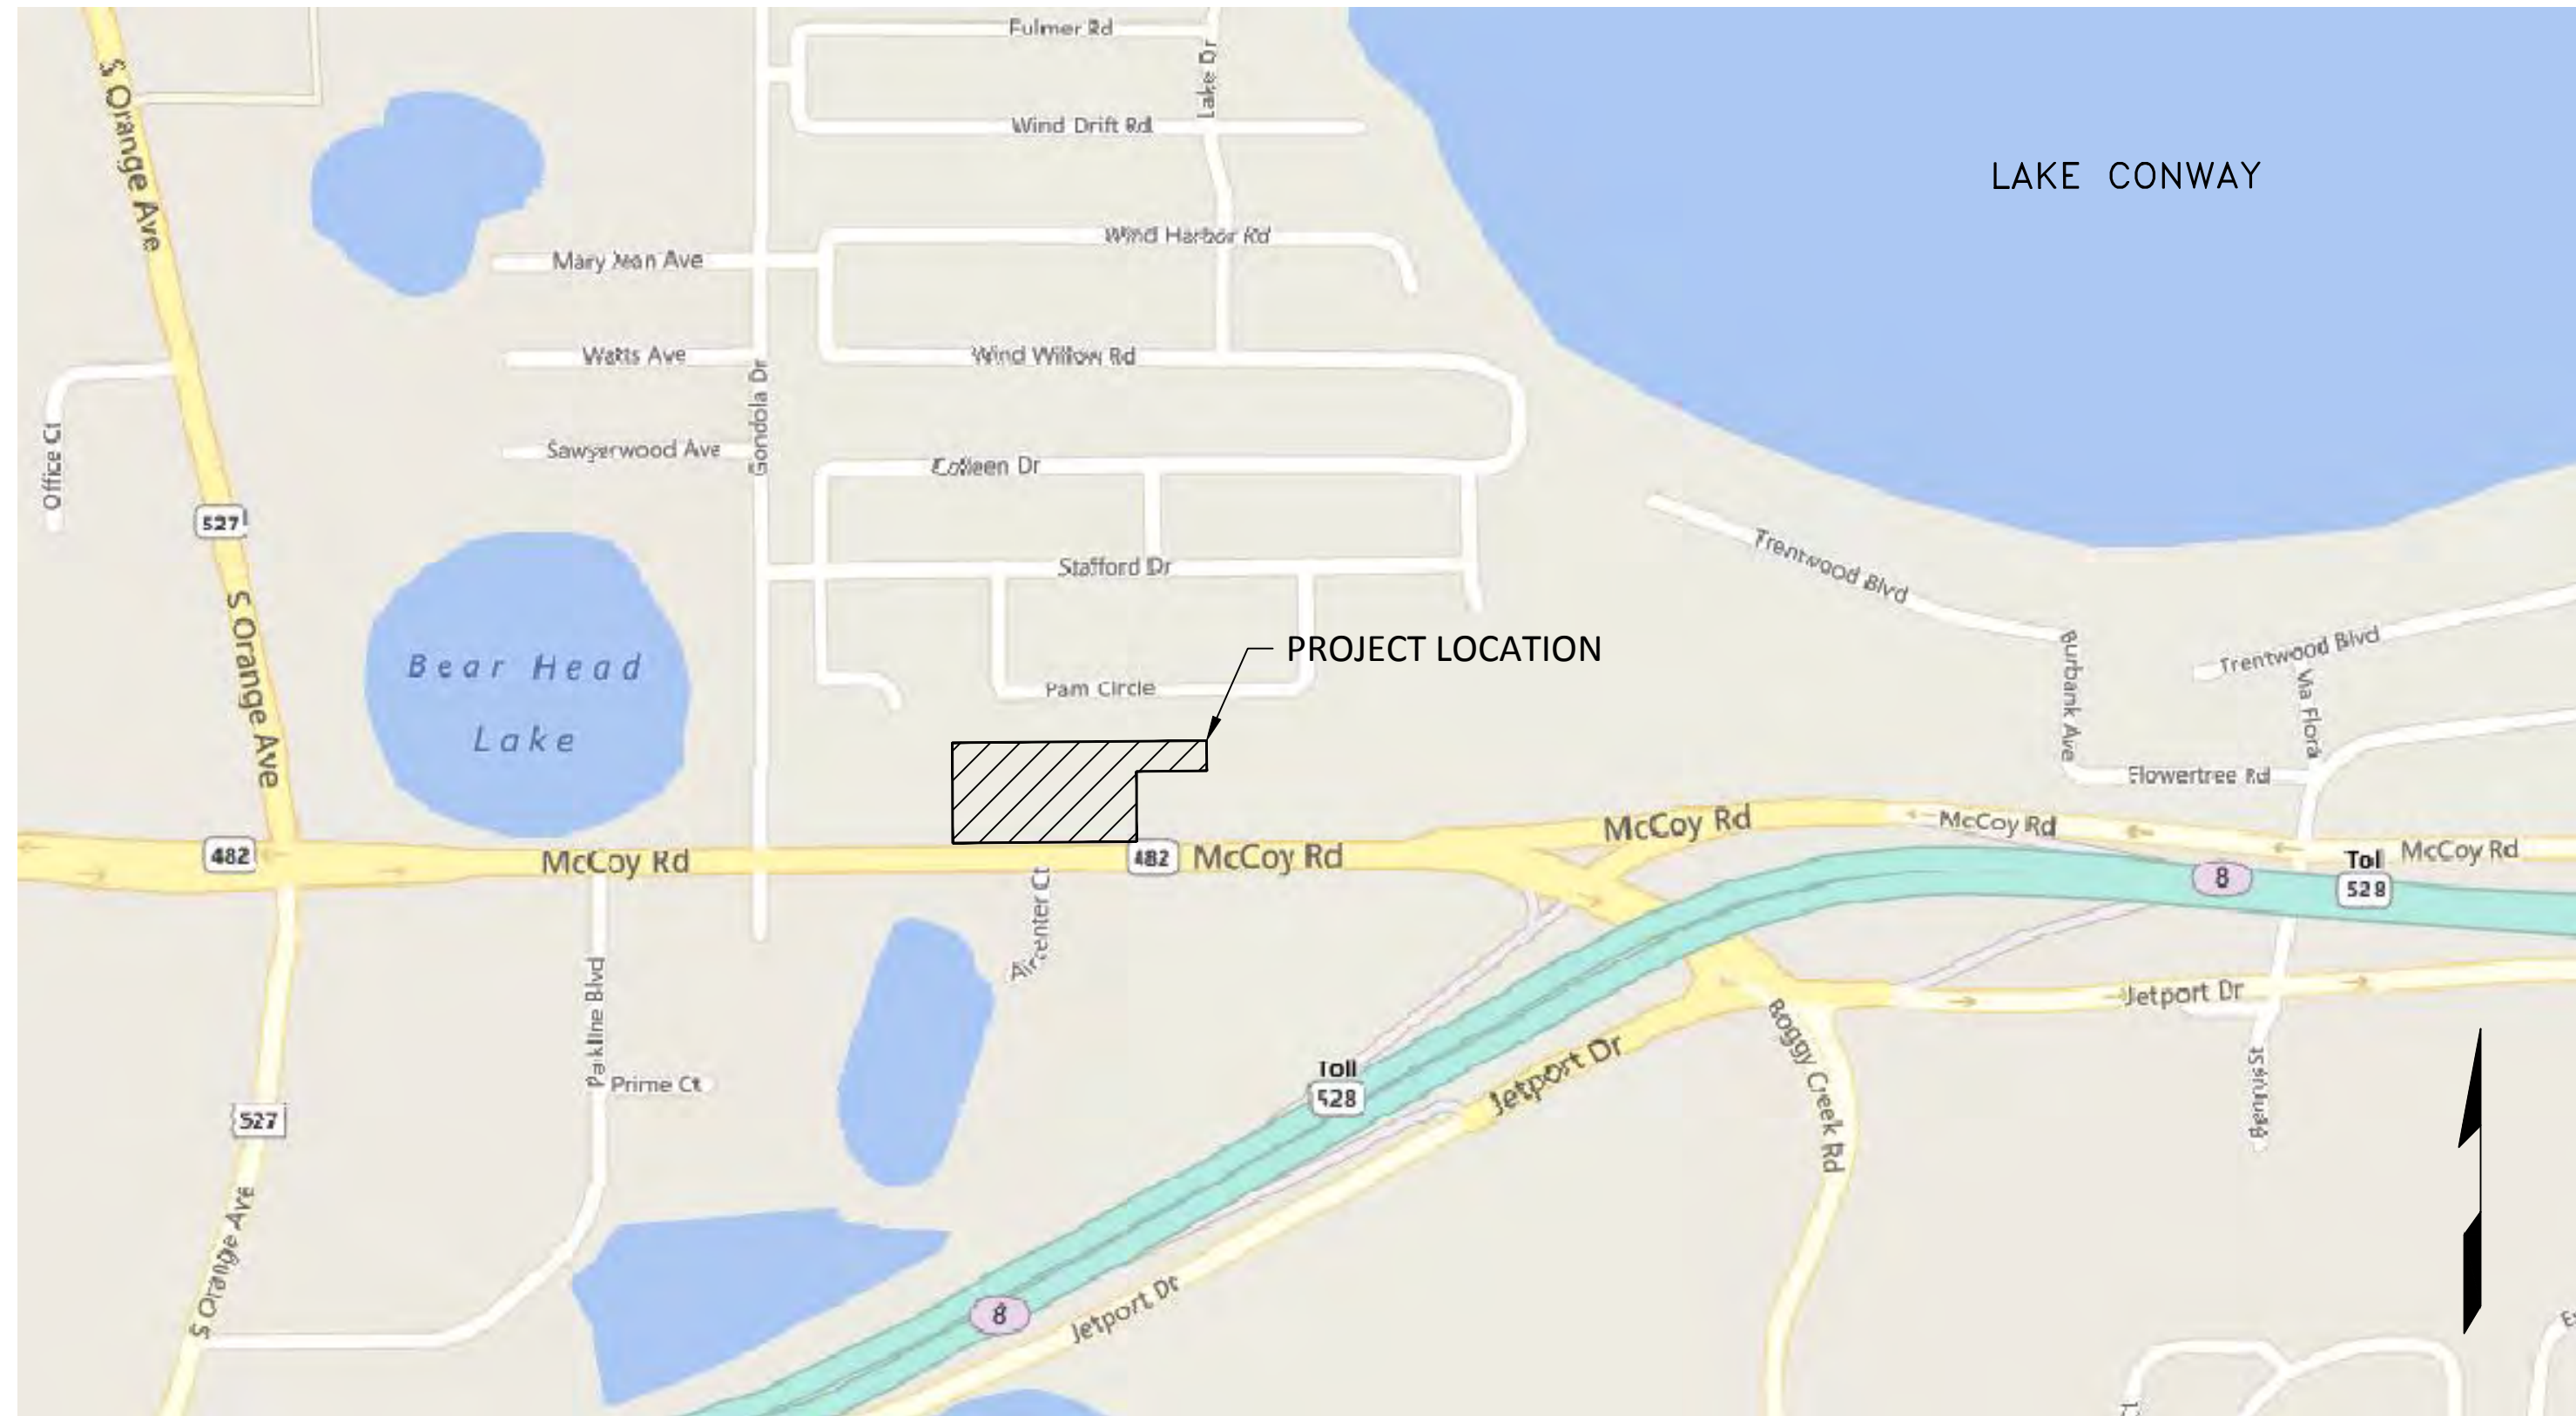 Fulmer Rd
Lake Dr
S Orange Ave
Wind Drift Rd
LAKE CONWAY
Wind Harbor Rd
Mary Jean Ave
Watts Ave
Wind Willow Rd
Gondola Dr
Office Ct
Sawyerwood Ave
Colleen Dr
527
Trentwood Blvd
Stafford Dr
S Orange Ave
Bear Head
Lake
PROJECT LOCATION
Burbank Ave
Trentwood Blvd
Via Flora
Pam Circle
Flowertree Rd
McCoy Rd
McCoy Rd
McCoy Rd
482
McCoy Rd
482
McCoy Rd
Toll
528
8
Aircenter Ct
Parkline Blvd
Jetport Dr
Boggy Creek Rd
Prime Ct
Toll
528
Jetport Dr
527
S Orange Ave
8
Jetport Dr